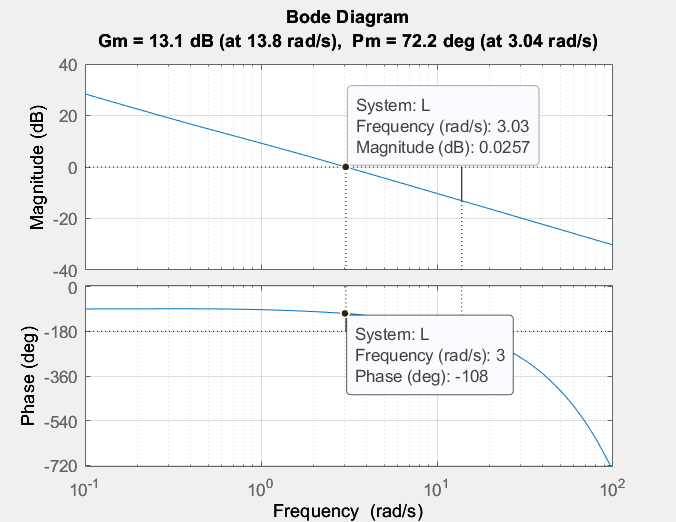 Bode Diagram
Gm = 13.1 dB (at 13.8 rad/s), Pm = 72.2 deg (at 3.04 rad/s)
40
20
0
-20
-40
Magnitude (dB)
System: L
Frequency (rad/s): 3.03
Magnitude (dB): 0.0257
0
-180
-360
-540
-720
Phase (deg)
System: L
Frequency (rad/s): 3
Phase (deg): -108
10^-1
10^0
10^1
10^2
Frequency (rad/s)